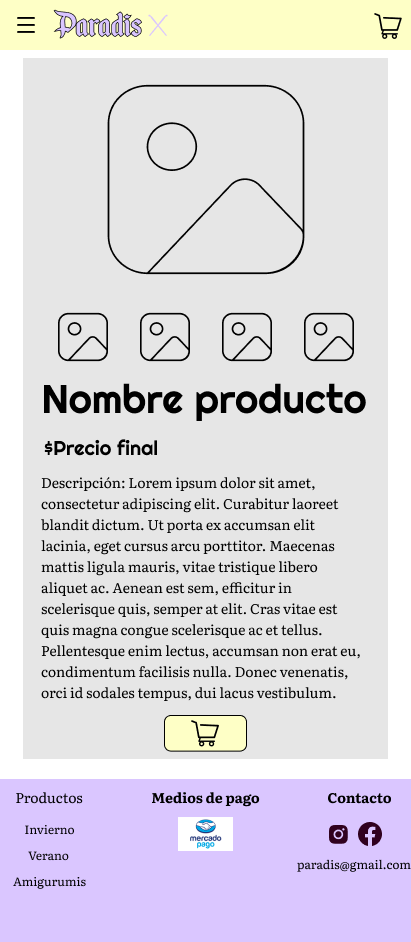 Paradis X
Nombre producto
$Precio final
Descripción: Lorem ipsum dolor sit amet,
consectetur adipiscing elit. Curabitur laoreet
blandit dictum. Ut porta ex accumsan elit
lacinia, eget cursus arcu porttitor. Maecenas
mattis ligula mauris, vitae tristique libero
aliquet ac. Aenean est sem, efficitur in
scelerisque quis, semper at elit. Cras vitae est
quis magna congue scelerisque ac et tellus.
Pellentesque enim lectus, accumsan non erat eu,
condimentum facilisis nulla. Donec venenatis,
orci id sodales tempus, dui lacus vestibulum.
Productos
Invierno
Verano
Amigurumis
Medios de pago
mercado
pago
Contacto
paradis@gmail.com